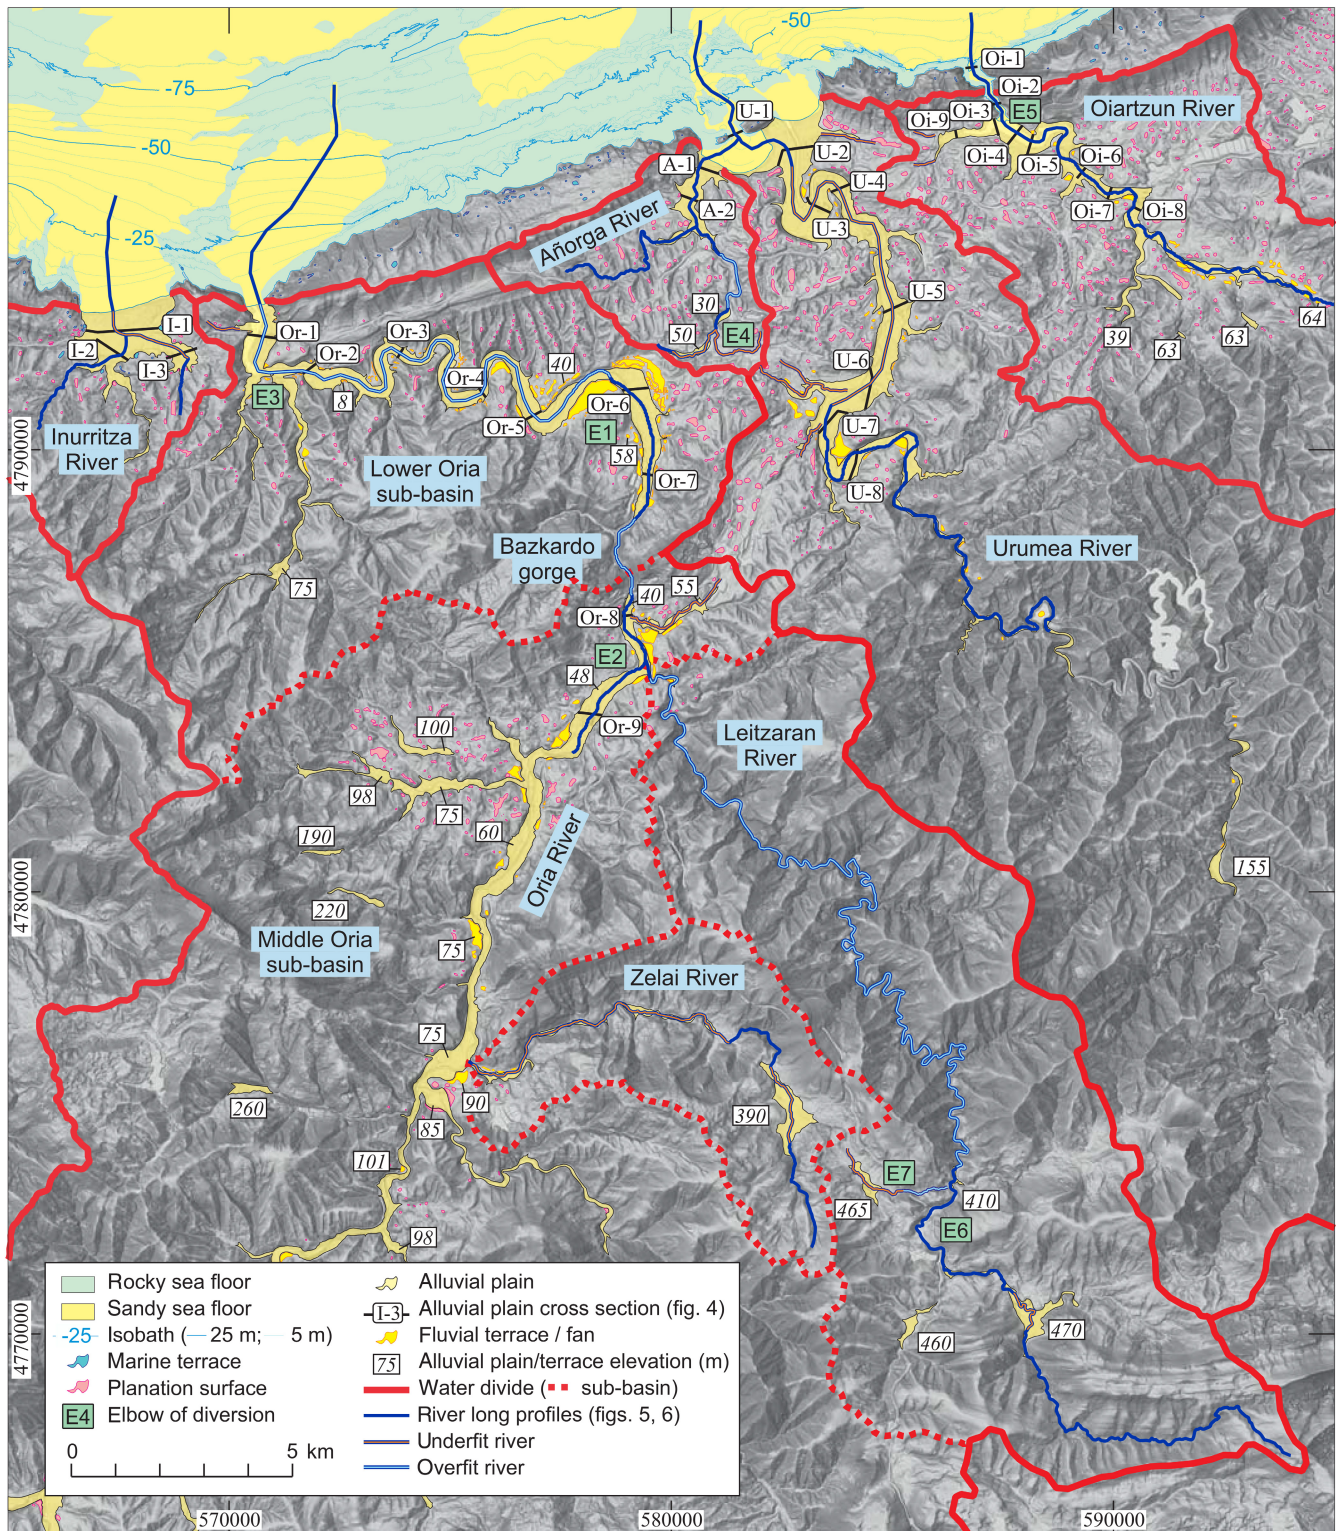 -50
-75
-50
-25
Oi-1
Oi-2
Oi-9
Oi-3
E5
Oiartzun River
U-1
U-2
Oi-4
Oi-5
Oi-6
A-1
U-4
A-2
U-3
Oi-7
Oi-8
Añorga River
U-5
30
50
E4
39
63
63
64
I-1
I-2
I-3
Or-1
Or-2
Or-3
Or-4
40
Or-5
Or-6
E1
58
Or-7
E3
8
U-6
U-7
U-8
Inurritza
River
Lower Oria
sub-basin
4790000
Bazkardo
gorge
Urumea River
75
40
55
Or-8
E2
48
Or-9
Leitzaran
River
100
98
75
60
190
220
Oria River
155
4780000
Middle Oria
sub-basin
75
Zelai River
75
90
85
260
101
98
390
E7
465
410
E6
460
470
4770000
Rocky sea floor
Sandy sea floor
-25 Isobath (— 25 m; — 5 m)
Marine terrace
Planation surface
E4 Elbow of diversion
0 5 km
Alluvial plain
I-3 Alluvial plain cross section (fig. 4)
Fluvial terrace / fan
75 Alluvial plain/terrace elevation (m)
Water divide ( sub-basin)
River long profiles (figs. 5, 6)
Underfit river
Overfit river
570000
580000
590000